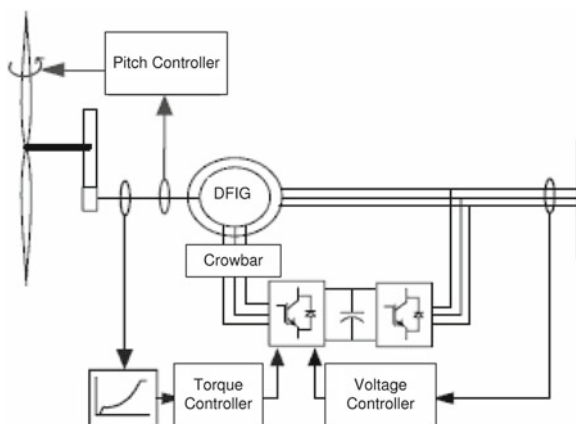 Pitch Controller
DFIG
Crowbar
Torque
Controller
Voltage
Controller